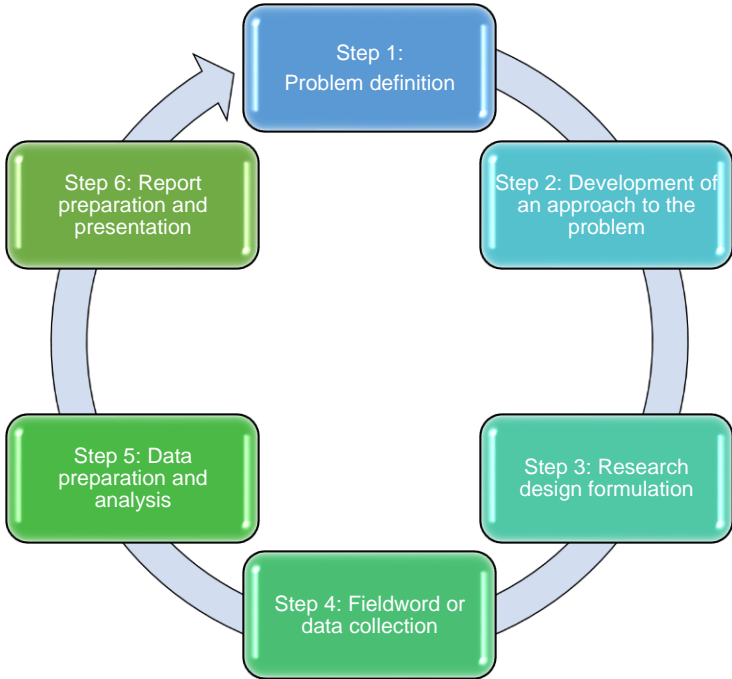 Step 1:
Problem definition
Step 2: Development of
an approach to the
problem
Step 3: Research
design formulation
Step 4: Fieldword or
data collection
Step 5: Data
preparation and
analysis
Step 6: Report
preparation and
presentation